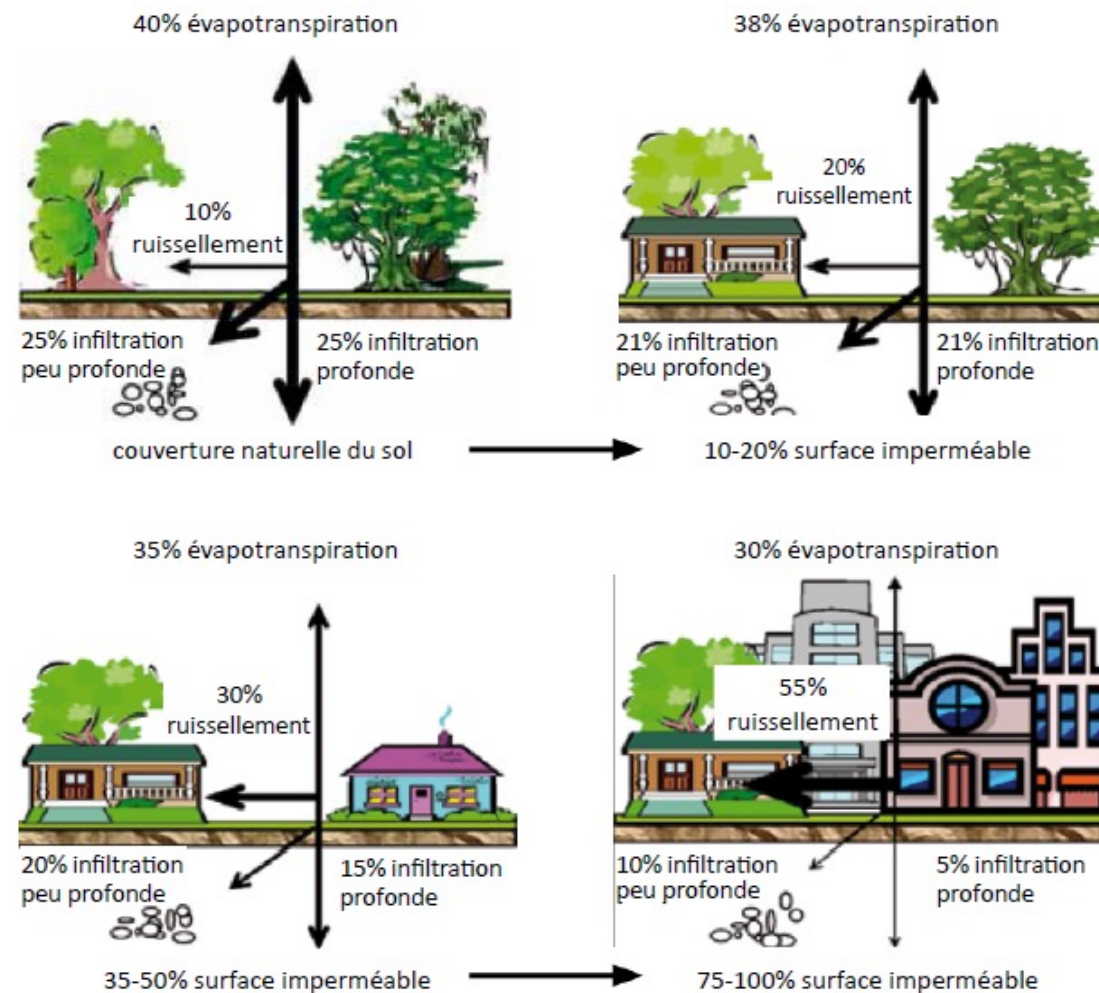 40% évapotranspiration
10%
ruissellement
25% infiltration
peu profonde
25% infiltration
profonde
couverture naturelle du sol
38% évapotranspiration
20%
ruissellement
21% infiltration
peu profonde
21% infiltration
profonde
10-20% surface imperméable
35% évapotranspiration
30%
ruissellement
20% infiltration
peu profonde
15% infiltration
profonde
35-50% surface imperméable
30% évapotranspiration
55%
ruissellement
10% infiltration
peu profonde
5% infiltration
profonde
75-100% surface imperméable